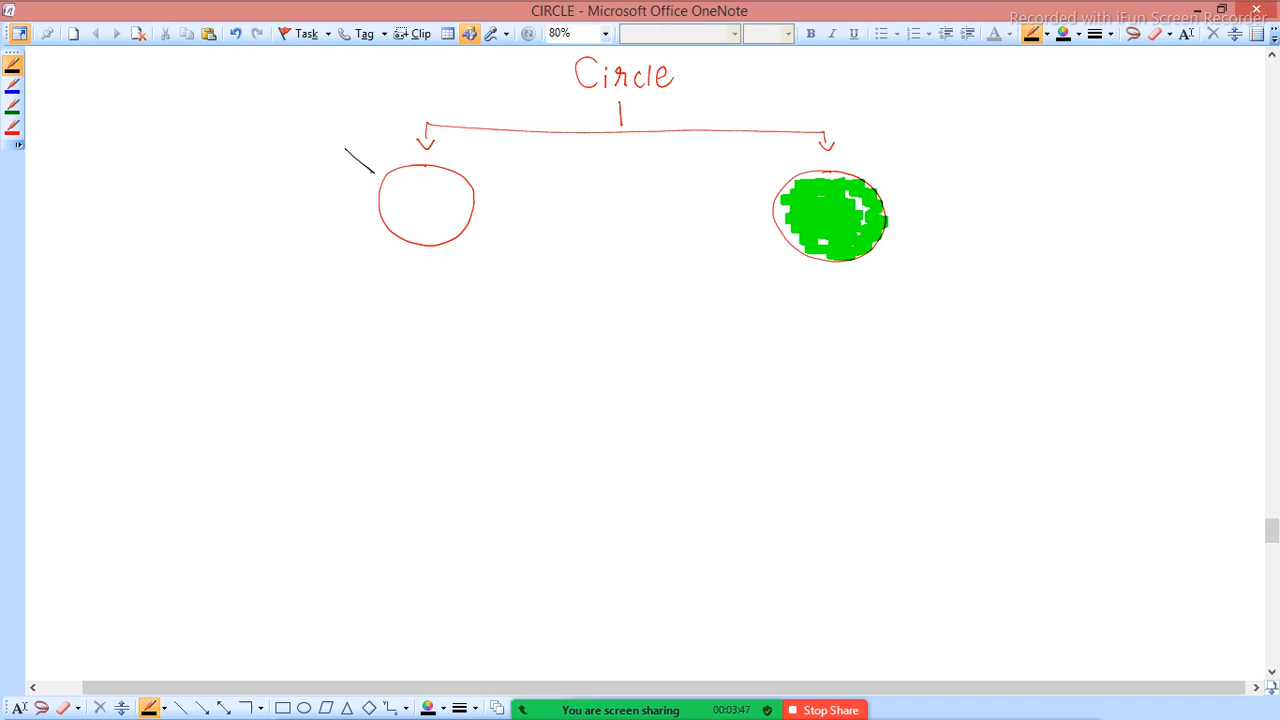 CIRCLE - Microsoft Office OneNote
Recorded with iFun Screen Recorder
Task
Tag
Clip
80%
B I U
A
Circle
You are screen sharing
00:03:47
Stop Share